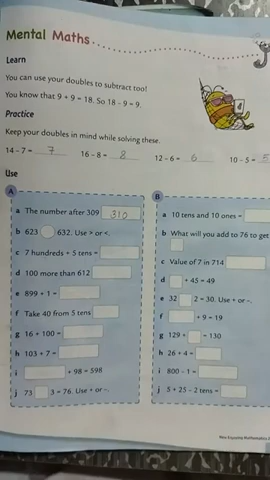 Mental Maths
Learn
You can use your doubles to subtract too!
You know that 9 + 9 = 18. So 18 - 9 = 9.
Practice
Keep your doubles in mind while solving these.
14 - 7 = 7 16 - 8 = 8 12 - 6 = 6 10 - 5 = 5
Use
A
a The number after 309 310
b 623 632. Use > or <.
c 7 hundreds + 5 tens =
d 100 more than 612
e 899 + 1 =
f Take 40 from 5 tens
g 16 + 100 =
h 103 + 7 =
i + 98 = 598
j 73 3 = 76. Use + or -.
B
a 10 tens and 10 ones =
b What will you add to 76 to get
c Value of 7 in 714
d + 45 = 49
e 32 2 = 30. Use + or -.
f + 9 = 19
g 129 + = 130
h 26 + 4 =
i 800 - 1 =
j 5 + 25 - 2 tens =
New Enjoying Mathematics